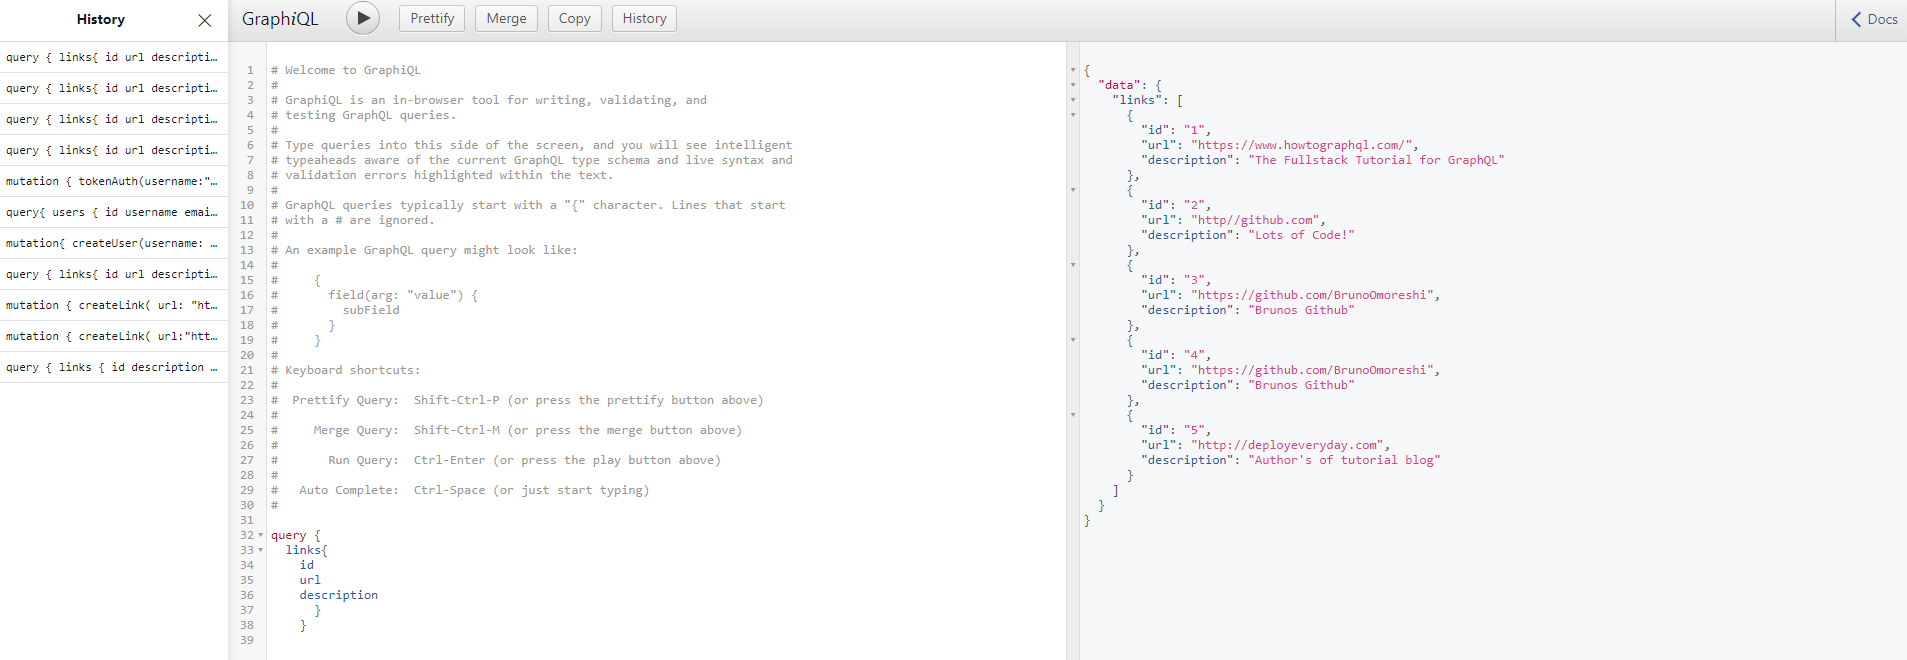 History
query { links{ id url descripti…
query { links{ id url descripti…
query { links{ id url descripti…
query { links{ id url descripti…
mutation { tokenAuth(username:"…
query{ users { id username emai…
mutation{ createUser(username: …
query { links{ id url descripti…
mutation { createLink( url: "ht…
mutation { createLink( url:"htt…
query { links { id description …
GraphiQL
Prettify
Merge
Copy
History
Docs
1 # Welcome to GraphiQL
2 #
3 # GraphiQL is an in-browser tool for writing, validating, and
4 # testing GraphQL queries.
5 #
6 # Type queries into this side of the screen, and you will see intelligent
7 # typeaheads aware of the current GraphQL type schema and live syntax and
8 # validation errors highlighted within the text.
9 #
10 # GraphQL queries typically start with a "{" character. Lines that start
11 # with a # are ignored.
12 #
13 # An example GraphQL query might look like:
14 #
15 #     {
16 #       field(arg: "value") {
17 #         subField
18 #       }
19 #     }
20 #
21 # Keyboard shortcuts:
22 #
23 #  Prettify Query:  Shift-Ctrl-P (or press the prettify button above)
24 #
25 #     Merge Query:  Shift-Ctrl-M (or press the merge button above)
26 #
27 #       Run Query:  Ctrl-Enter (or press the play button above)
28 #
29 #   Auto Complete:  Ctrl-Space (or just start typing)
30 #
31
32 query {
33   links{
34     id
35     url
36     description
37       }
38     }
39
{
  "data": {
    "links": [
      {
        "id": "1",
        "url": "https://www.howtographql.com/",
        "description": "The Fullstack Tutorial for GraphQL"
      },
      {
        "id": "2",
        "url": "http//github.com",
        "description": "Lots of Code!"
      },
      {
        "id": "3",
        "url": "https://github.com/BrunoOmoreshi",
        "description": "Brunos Github"
      },
      {
        "id": "4",
        "url": "https://github.com/BrunoOmoreshi",
        "description": "Brunos Github"
      },
      {
        "id": "5",
        "url": "http://deployeveryday.com",
        "description": "Author's of tutorial blog"
      }
    ]
  }
}